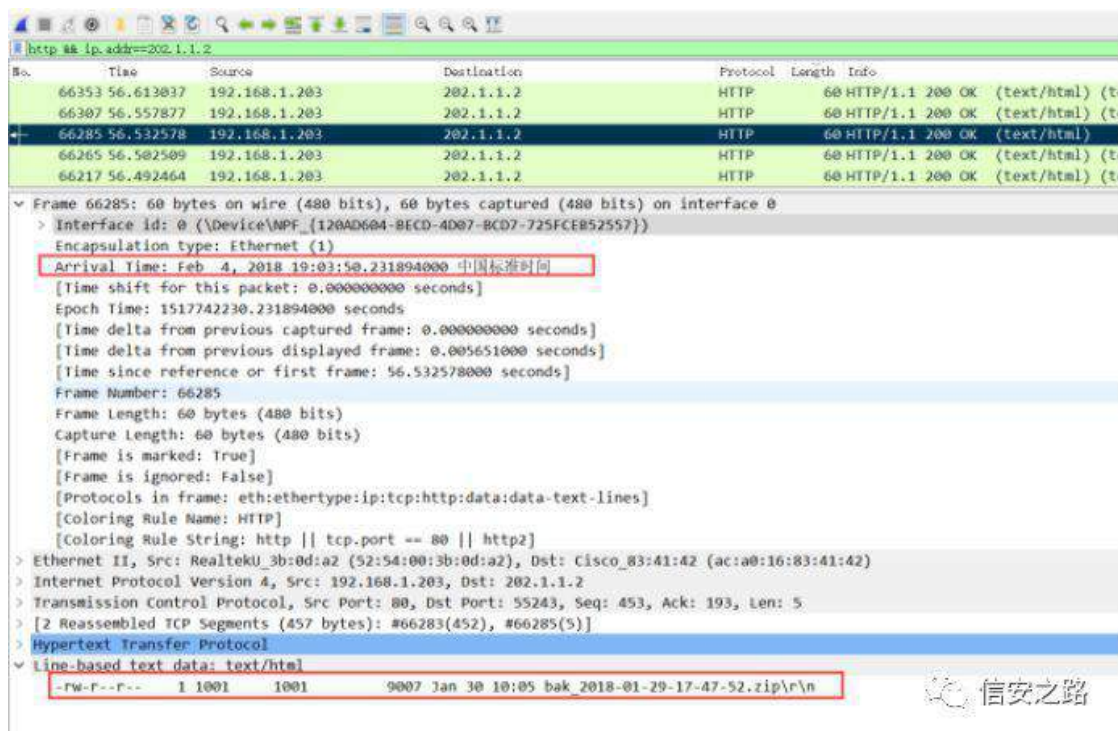 http && ip.addr==202.1.1.2
No. Time Source Destination Protocol Length Info
66353 56.613037 192.168.1.203 202.1.1.2 HTTP 60 HTTP/1.1 200 OK (text/html) (t
66307 56.557877 192.168.1.203 202.1.1.2 HTTP 60 HTTP/1.1 200 OK (text/html) (t
66285 56.532578 192.168.1.203 202.1.1.2 HTTP 60 HTTP/1.1 200 OK (text/html)
66265 56.502509 192.168.1.203 202.1.1.2 HTTP 60 HTTP/1.1 200 OK (text/html) (t
66217 56.492464 192.168.1.203 202.1.1.2 HTTP 60 HTTP/1.1 200 OK (text/html) (t
Frame 66285: 60 bytes on wire (480 bits), 60 bytes captured (480 bits) on interface 0
Interface id: 0 (\Device\NPF_{120AD604-BECD-4D07-BCD7-725FCEB52557})
Encapsulation type: Ethernet (1)
Arrival Time: Feb 4, 2018 19:03:50.231894000 中国标准时间
[Time shift for this packet: 0.000000000 seconds]
Epoch Time: 1517742230.231894000 seconds
[Time delta from previous captured frame: 0.000000000 seconds]
[Time delta from previous displayed frame: 0.005651000 seconds]
[Time since reference or first frame: 56.532578000 seconds]
Frame Number: 66285
Frame Length: 60 bytes (480 bits)
Capture Length: 60 bytes (480 bits)
[Frame is marked: True]
[Frame is ignored: False]
[Protocols in frame: eth:ethertype:ip:tcp:http:data:data-text-lines]
[Coloring Rule Name: HTTP]
[Coloring Rule String: http || tcp.port == 80 || http2]
Ethernet II, Src: RealtekU_3b:0d:a2 (52:54:00:3b:0d:a2), Dst: Cisco_83:41:42 (ac:a0:16:83:41:42)
Internet Protocol Version 4, Src: 192.168.1.203, Dst: 202.1.1.2
Transmission Control Protocol, Src Port: 80, Dst Port: 55243, Seq: 453, Ack: 193, Len: 5
[2 Reassembled TCP Segments (457 bytes): #66283(452), #66285(5)]
Hypertext Transfer Protocol
Line-based text data: text/html
-rw-r--r-- 1 1001 1001 9007 Jan 30 10:05 bak_2018-01-29-17-47-52.zip\r\n
信安之路